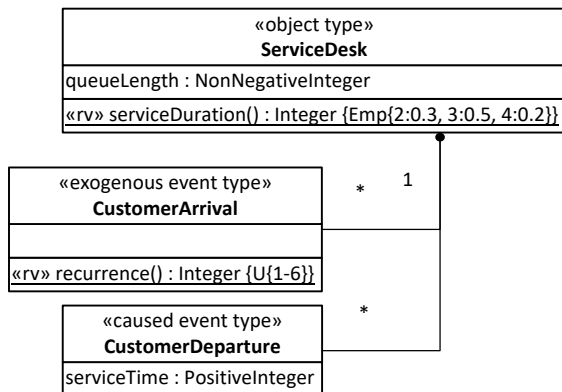 «object type»
ServiceDesk
queueLength : NonNegativeInteger
«rv» serviceDuration() : Integer {Emp{2:0.3, 3:0.5, 4:0.2}}
«exogenous event type»
CustomerArrival
* 1
«rv» recurrence() : Integer {U{1-6}}
«caused event type»
CustomerDeparture
*
serviceTime : PositiveInteger